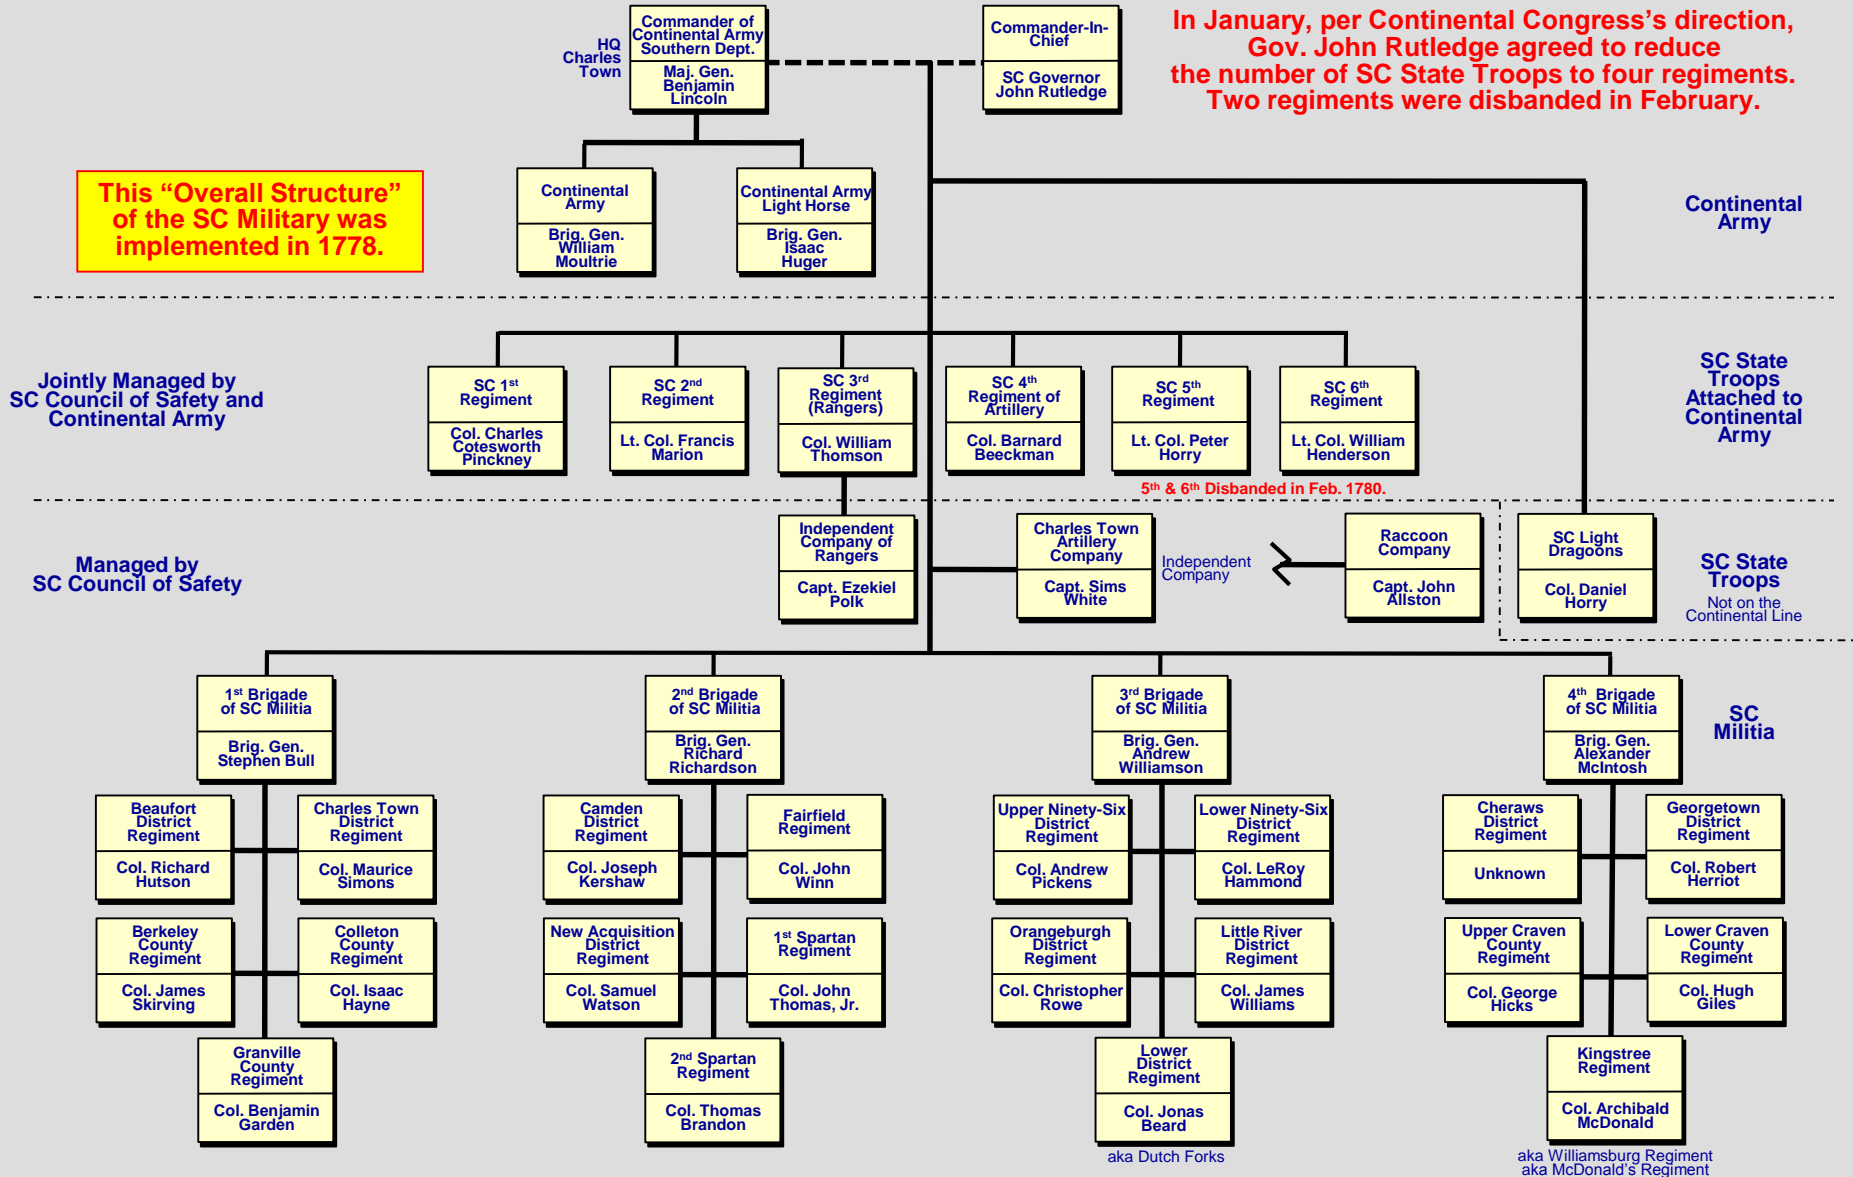 Commander of
Continental Army
Southern Dept.
Maj. Gen.
Benjamin
Lincoln
HQ
Charles
Town
Commander-In-
Chief
SC Governor
John Rutledge
In January, per Continental Congress’s direction,
Gov. John Rutledge agreed to reduce
the number of SC State Troops to four regiments.
Two regiments were disbanded in February.
This “Overall Structure”
of the SC Military was
implemented in 1778.
Continental
Army
Brig. Gen.
William
Moultrie
Continental Army
Light Horse
Brig. Gen.
Isaac
Huger
Continental
Army
Jointly Managed by
SC Council of Safety and
Continental Army
SC 1st
Regiment
Col. Charles
Cotesworth
Pinckney
SC 2nd
Regiment
Lt. Col. Francis
Marion
SC 3rd
Regiment
(Rangers)
Col. William
Thomson
SC 4th
Regiment of
Artillery
Col. Barnard
Beeckman
SC 5th
Regiment
Lt. Col. Peter
Horry
SC 6th
Regiment
Lt. Col. William
Henderson
SC State
Troops
Attached to
Continental
Army
5th & 6th Disbanded in Feb. 1780.
Managed by
SC Council of Safety
Independent
Company of
Rangers
Capt. Ezekiel
Polk
Charles Town
Artillery
Company
Capt. Sims
White
Independent
Company
Raccoon
Company
Capt. John
Allston
SC Light
Dragoons
Col. Daniel
Horry
SC State
Troops
Not on the
Continental Line
1st Brigade
of SC Militia
Brig. Gen.
Stephen Bull
2nd Brigade
of SC Militia
Brig. Gen.
Richard
Richardson
3rd Brigade
of SC Militia
Brig. Gen.
Andrew
Williamson
4th Brigade
of SC Militia
Brig. Gen.
Alexander
McIntosh
SC
Militia
Beaufort
District
Regiment
Col. Richard
Hutson
Charles Town
District
Regiment
Col. Maurice
Simons
Camden
District
Regiment
Col. Joseph
Kershaw
Fairfield
Regiment
Col. John
Winn
Upper Ninety-Six
District
Regiment
Col. Andrew
Pickens
Lower Ninety-Six
District
Regiment
Col. LeRoy
Hammond
Cheraws
District
Regiment
Unknown
Georgetown
District
Regiment
Col. Robert
Herriot
Berkeley
County
Regiment
Col. James
Skirving
Colleton
County
Regiment
Col. Isaac
Hayne
New Acquisition
District
Regiment
Col. Samuel
Watson
1st Spartan
Regiment
Col. John
Thomas, Jr.
Orangeburgh
District
Regiment
Col. Christopher
Rowe
Little River
District
Regiment
Col. James
Williams
Upper Craven
County
Regiment
Col. George
Hicks
Lower Craven
County
Regiment
Col. Hugh
Giles
Granville
County
Regiment
Col. Benjamin
Garden
2nd Spartan
Regiment
Col. Thomas
Brandon
Lower
District
Regiment
Col. Jonas
Beard
aka Dutch Forks
Kingstree
Regiment
Col. Archibald
McDonald
aka Williamsburg Regiment
aka McDonald’s Regiment